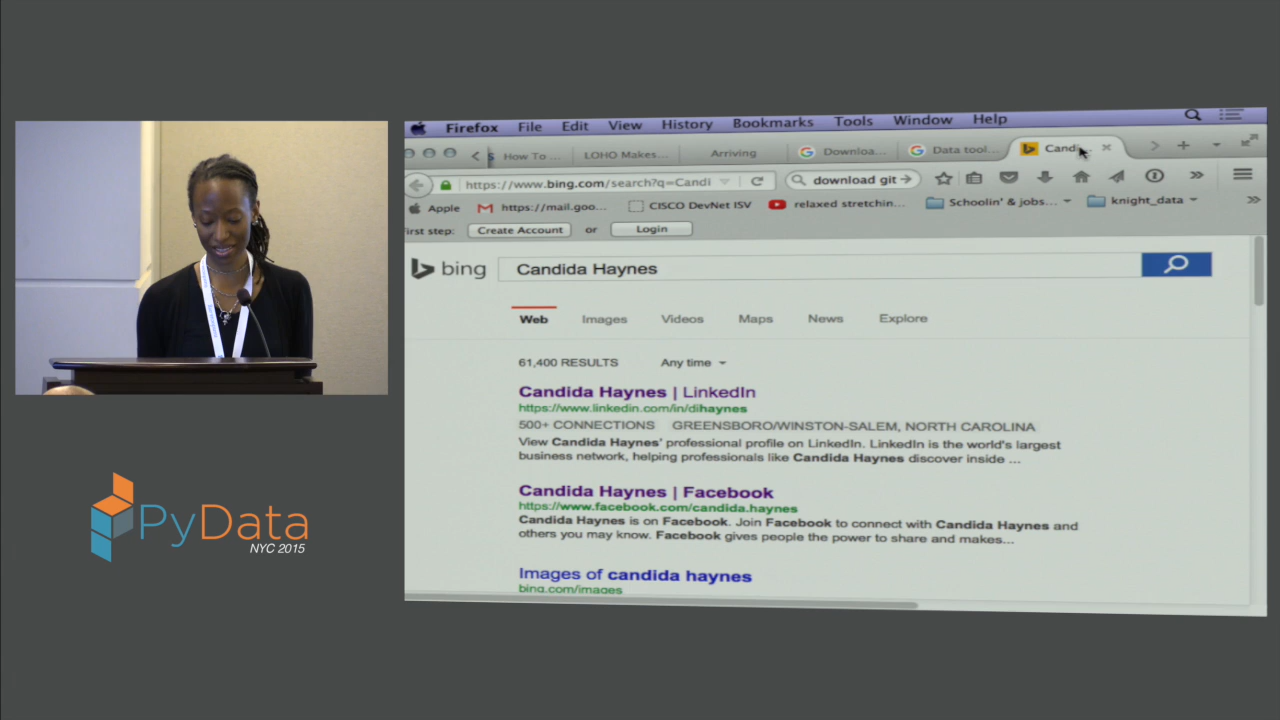 Firefox File Edit View History Bookmarks Tools Window Help
How To ... LOHO Makes... Arriving Downloa... Data tool... Candi...
https://www.bing.com/search?q=Candi download git
Apple https://mail.goo... CISCO DevNet ISV relaxed stretchin... Schoolin' & jobs... knight_data
First step: Create Account or Login
bing Candida Haynes
Web Images Videos Maps News Explore
61,400 RESULTS Any time
Candida Haynes | LinkedIn
https://www.linkedin.com/in/dihaynes
500+ CONNECTIONS GREENSBORO/WINSTON-SALEM, NORTH CAROLINA
View Candida Haynes' professional profile on LinkedIn. LinkedIn is the world's largest
business network, helping professionals like Candida Haynes discover inside ...
Candida Haynes | Facebook
https://www.facebook.com/candida.haynes
Candida Haynes is on Facebook. Join Facebook to connect with Candida Haynes and
others you may know. Facebook gives people the power to share and makes...
Images of candida haynes
bing.com/images
PyData
NYC 2015